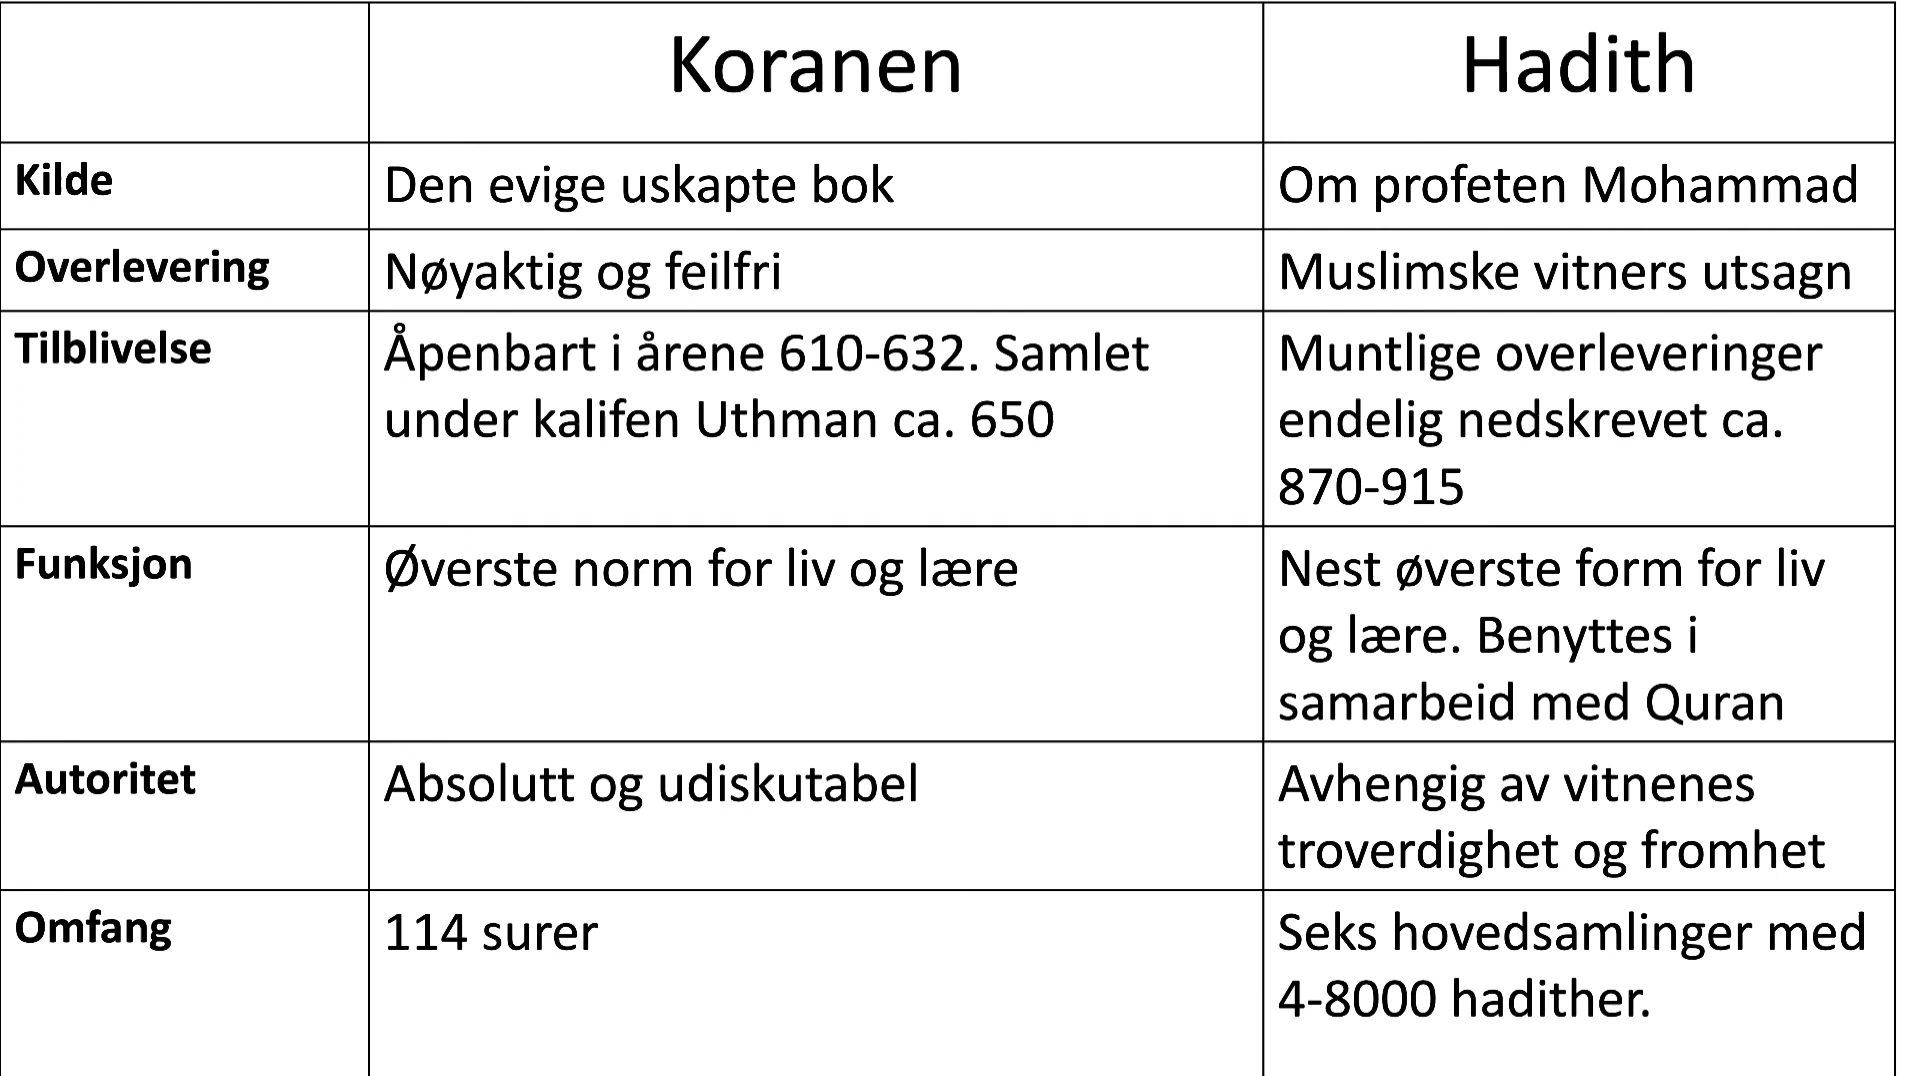 Koranen Hadith
Kilde Den evige uskapte bok Om profeten Mohammad
Overlevering Nøyaktig og feilfri Muslimske vitners utsagn
Tilblivelse Åpenbart i årene 610-632. Samlet Muntlige overleveringer
under kalifen Uthman ca. 650 endelig nedskrevet ca.
870-915
Funksjon Øverste norm for liv og lære Nest øverste form for liv
og lære. Benyttes i
samarbeid med Quran
Autoritet Absolutt og udiskutabel Avhengig av vitnenes
troverdighet og fromhet
Omfang 114 surer Seks hovedsamlinger med
4-8000 hadither.